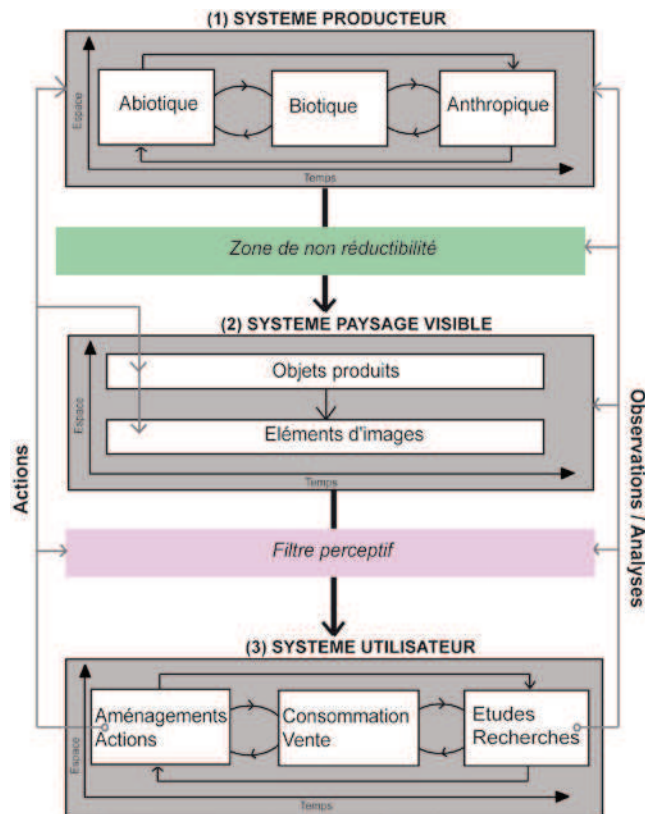 (1) SYSTEME PRODUCTEUR
Espace
Abiotique
Biotique
Anthropique
Temps
Zone de non réductibilité
(2) SYSTEME PAYSAGE VISIBLE
Espace
Objets produits
Eléments d'images
Temps
Actions
Observations / Analyses
Filtre perceptif
(3) SYSTEME UTILISATEUR
Espace
Aménagements
Actions
Consommation
Vente
Etudes
Recherches
Temps